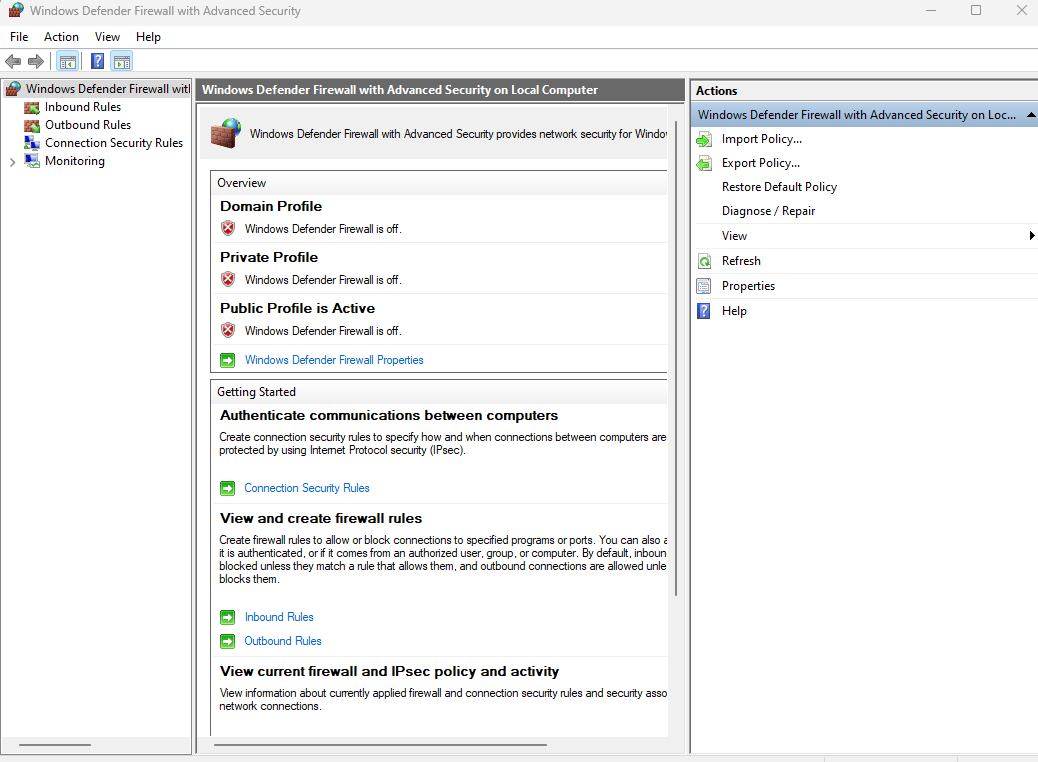 Windows Defender Firewall with Advanced Security
File Action View Help
Windows Defender Firewall wit
Inbound Rules
Outbound Rules
Connection Security Rules
Monitoring
Windows Defender Firewall with Advanced Security on Local Computer
Windows Defender Firewall with Advanced Security provides network security for Windo
Overview
Domain Profile
Windows Defender Firewall is off.
Private Profile
Windows Defender Firewall is off.
Public Profile is Active
Windows Defender Firewall is off.
Windows Defender Firewall Properties
Getting Started
Authenticate communications between computers
Create connection security rules to specify how and when connections between computers are
protected by using Internet Protocol security (IPsec).
Connection Security Rules
View and create firewall rules
Create firewall rules to allow or block connections to specified programs or ports. You can also a
it is authenticated, or if it comes from an authorized user, group, or computer. By default, inboun
blocked unless they match a rule that allows them, and outbound connections are allowed unle
blocks them.
Inbound Rules
Outbound Rules
View current firewall and IPsec policy and activity
View information about currently applied firewall and connection security rules and security asso
network connections.
Actions
Windows Defender Firewall with Advanced Security on Loc...
Import Policy...
Export Policy...
Restore Default Policy
Diagnose / Repair
View
Refresh
Properties
Help